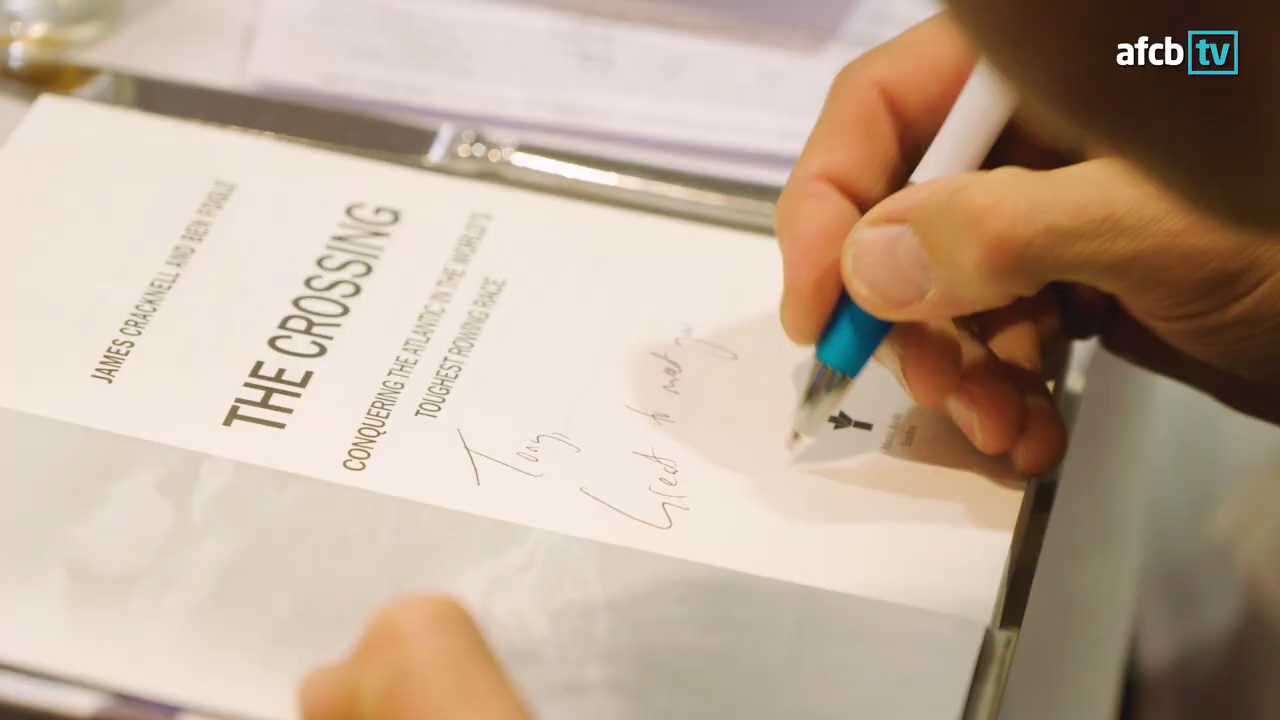 afcb tv
JAMES CRACKNELL AND BEN FOGLE
THE CROSSING
CONQUERING THE ATLANTIC IN THE WORLD'S
TOUGHEST ROWING RACE
Tony,
Great to meet